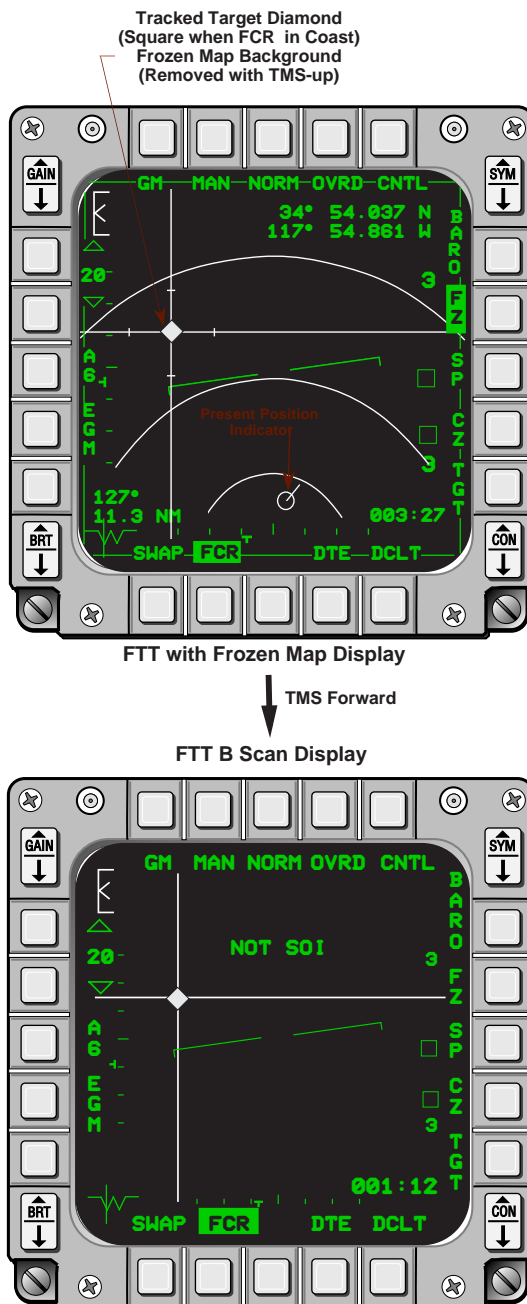 Tracked Target Diamond
(Square when FCR in Coast)
Frozen Map Background
(Removed with TMS-up)
GAIN
SYM
GM MAN NORM OVRD CNTL
34° 54.037 N
117° 54.861 W
BARO
20
3
FZ
A6
SP
EGM
CZ
Present Position
Indicator
3
TGT
127°
11.3 NM
003:27
BRT
CON
SWAP FCR DTE DCLT
FTT with Frozen Map Display
TMS Forward
FTT B Scan Display
GAIN
SYM
GM MAN NORM OVRD CNTL
BARO
NOT SOI
20
3
FZ
A6
SP
EGM
CZ
3
TGT
001:12
BRT
CON
SWAP FCR DTE DCLT